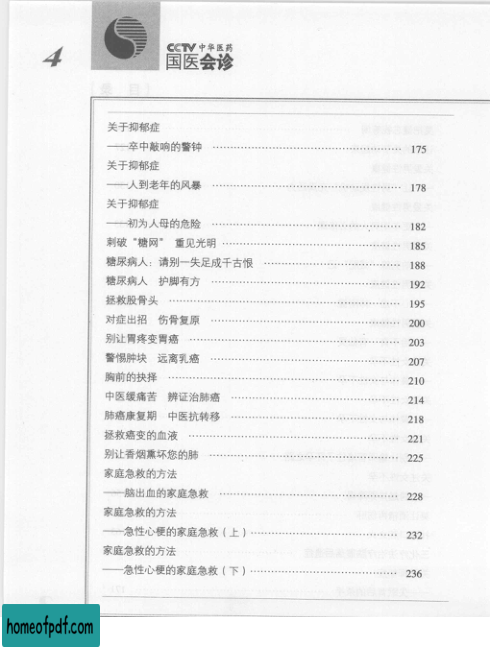 4
CCTV 中华医药
国医会诊
关于抑郁症
——卒中敲响的警钟 175
关于抑郁症
——人到老年的风暴 178
关于抑郁症
——初为人母的危险 182
刺破“糖网” 重见光明 185
糖尿病人：请别一失足成千古恨 188
糖尿病人 护脚有方 192
拯救股骨头 195
对症出招 伤骨复原 200
别让胃疼变胃癌 203
警惕肿块 远离乳癌 207
胸前的抉择 210
中医缓痛苦 辨证治肺癌 214
肺癌康复期 中医抗转移 218
拯救癌变的血液 221
别让香烟熏坏您的肺 225
家庭急救的方法
——脑出血的家庭急救 228
家庭急救的方法
——急性心梗的家庭急救（上） 232
家庭急救的方法
——急性心梗的家庭急救（下） 236
homeofpdf.com